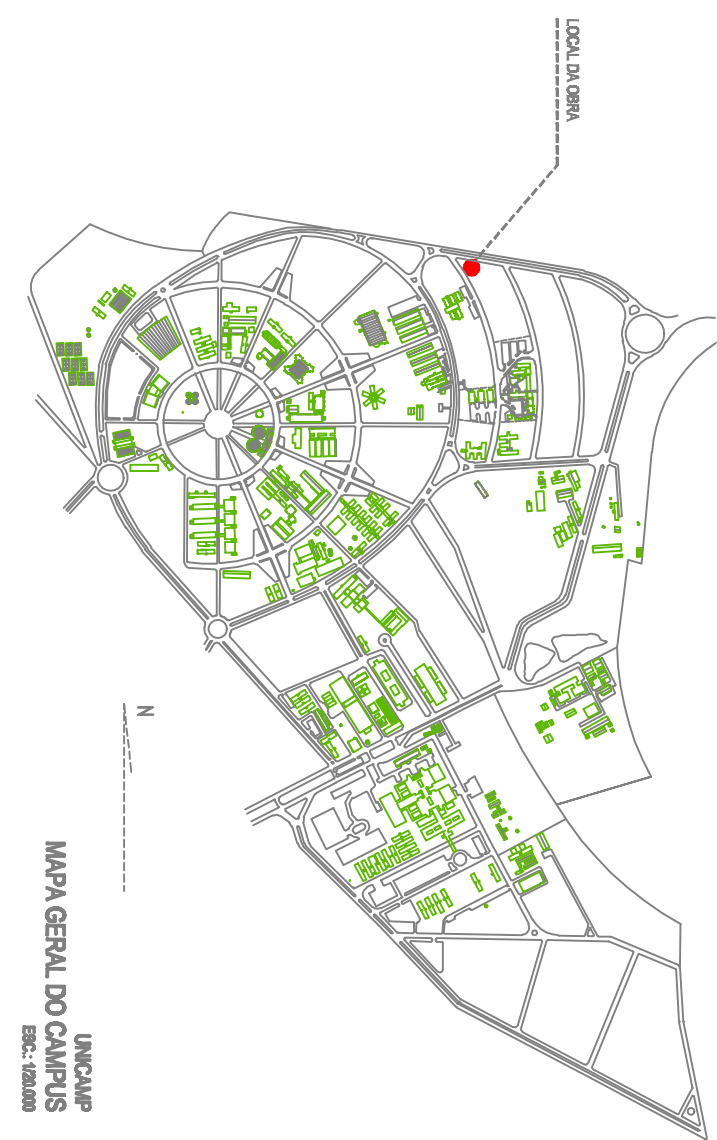 LOCAL DA OBRA
N
UNICAMP
MAPA GERAL DO CAMPUS
ESC.: 1/20.000